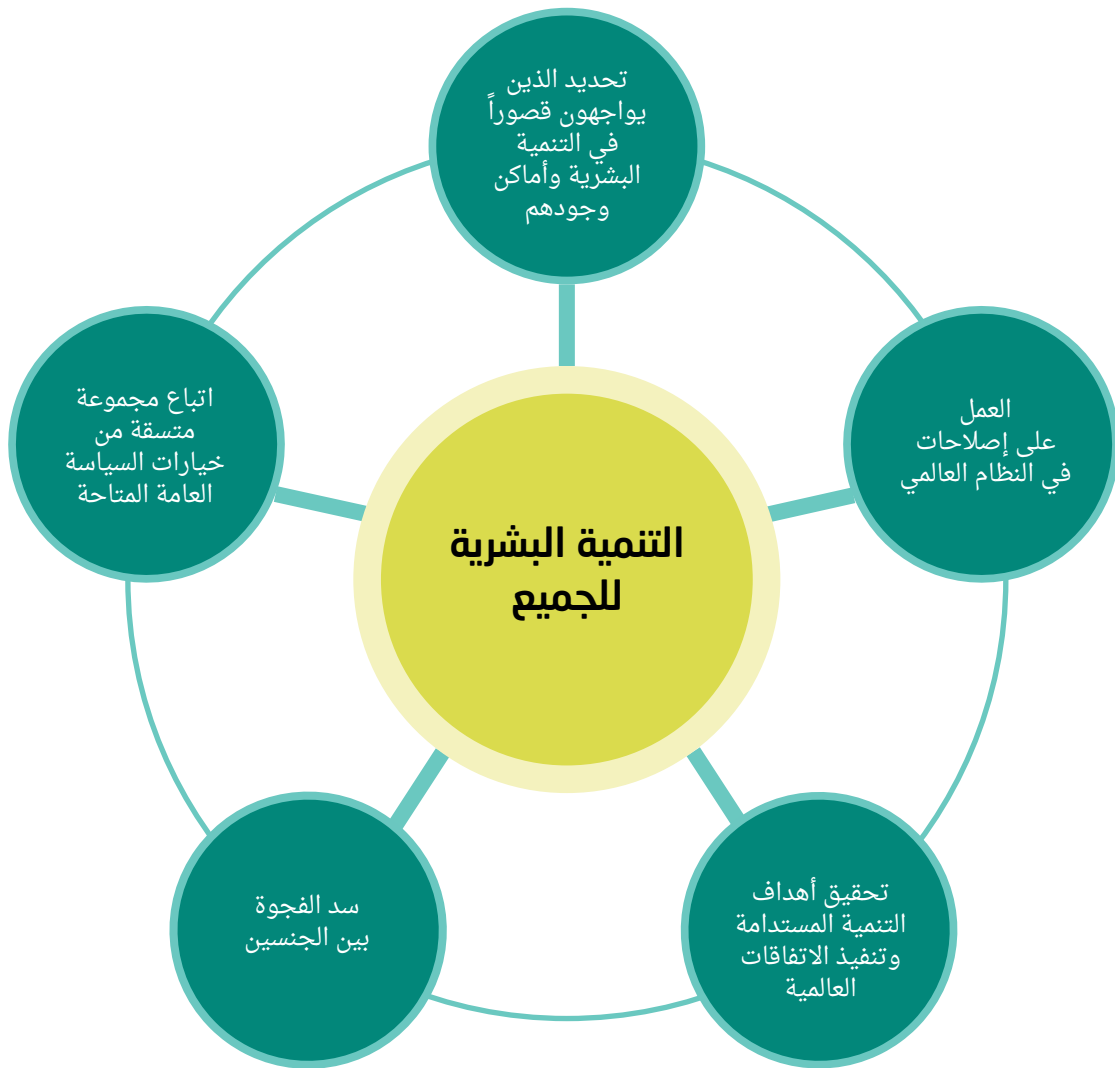 تحديد الذين
يواجهون قصوراً
في التنمية
البشرية وأماكن
وجودهم
العمل
على إصلاحات
في النظام العالمي
اتباع مجموعة
متسقة من
خيارات السياسة
العامة المتاحة
التنمية البشرية
للجميع
تحقيق أهداف
التنمية المستدامة
وتنفيذ الاتفاقات
العالمية
سد الفجوة
بين الجنسين